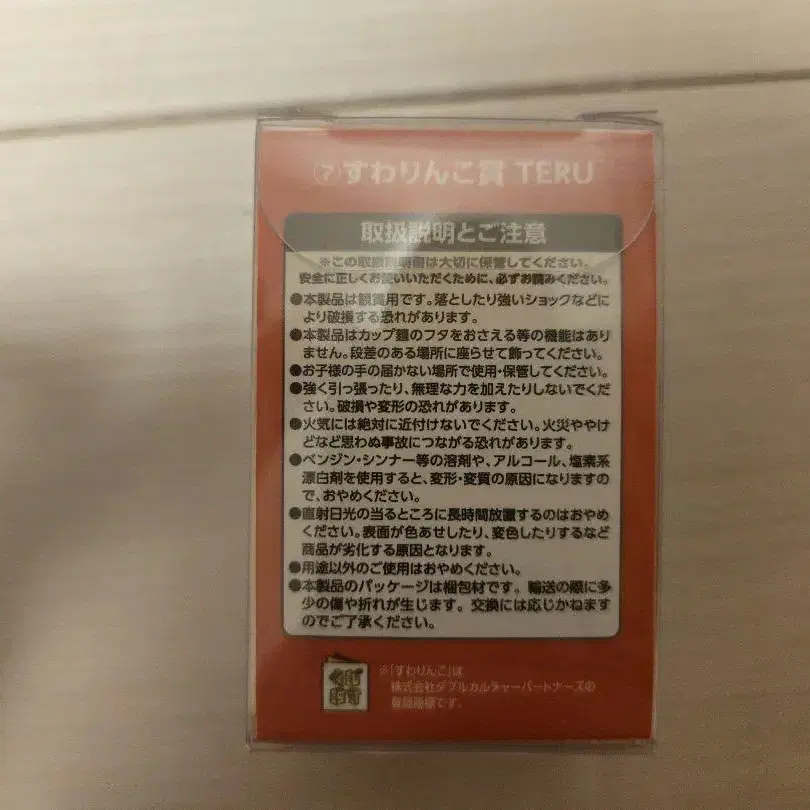 ⑦すわりんこ賞 TERU
取扱説明とご注意
※この取扱説明書は大切に保管してください。
安全に正しくお使いいただくために、必ずお読みください。
●本製品は観賞用です。落としたり強いショックなどに
より破損する恐れがあります。
●本製品はカップ麺のフタをおさえる等の機能はあり
ません。段差のある場所に座らせて飾ってください。
●お子様の手の届かない場所で使用・保管してください。
●強く引っ張ったり、無理な力を加えたりしないでくだ
さい。破損や変形の恐れがあります。
●火気には絶対に近付けないでください。火災ややけ
どなど思わぬ事故につながる恐れがあります。
●ベンジン・シンナー等の溶剤や、アルコール、塩素系
漂白剤を使用すると、変形・変質の原因になりますの
で、おやめください。
●直射日光の当るところに長時間放置するのはおやめ
ください。表面が色あせしたり、変色したりするなど
商品が劣化する原因となります。
●用途以外のご使用はおやめください。
●本製品のパッケージは梱包材です。輸送の際に多
少の傷や折れが生じます。交換には応じかねます
のでご了承ください。
※「すわりんこ」は
株式会社ダブルカルチャーパートナーズの
登録商標です。